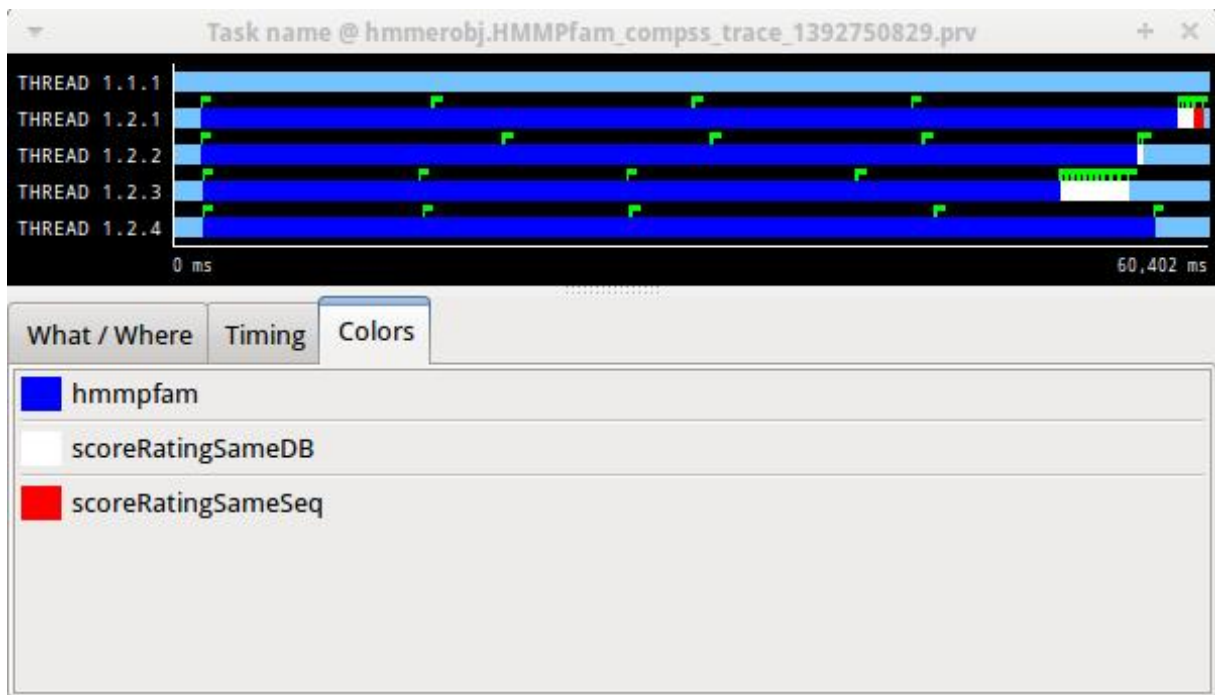 Task name @ hmmerobj.HMMPfam_compss_trace_1392750829.prv
THREAD 1.1.1
THREAD 1.2.1
THREAD 1.2.2
THREAD 1.2.3
THREAD 1.2.4
0 ms 60,402 ms
What / Where Timing Colors
hmmpfam
scoreRatingSameDB
scoreRatingSameSeq